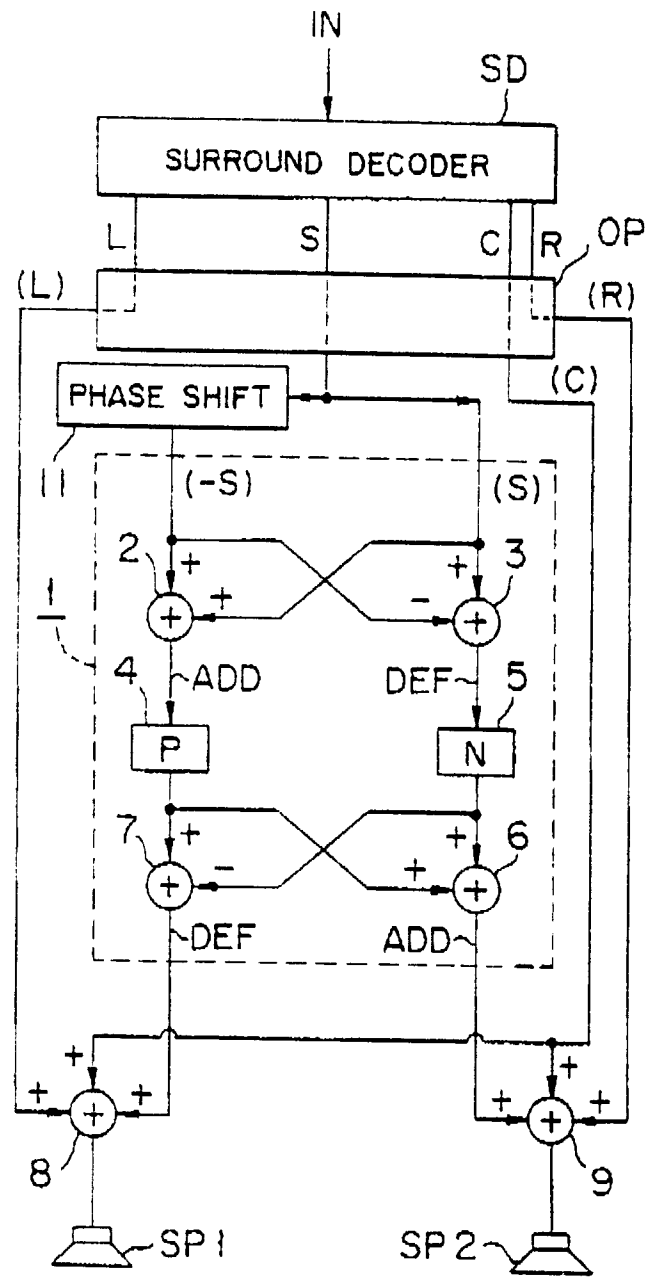 IN
SD
SURROUND DECODER
L S C R OP
(L) (R)
(C)
PHASE SHIFT
11 (-S) (S)
2 + + - + 3
+ +
1
4 ADD DEF 5
P N
7 + - + + 6
+ +
DEF ADD
+ +
+ + + +
+ +
8 9
SP1 SP2